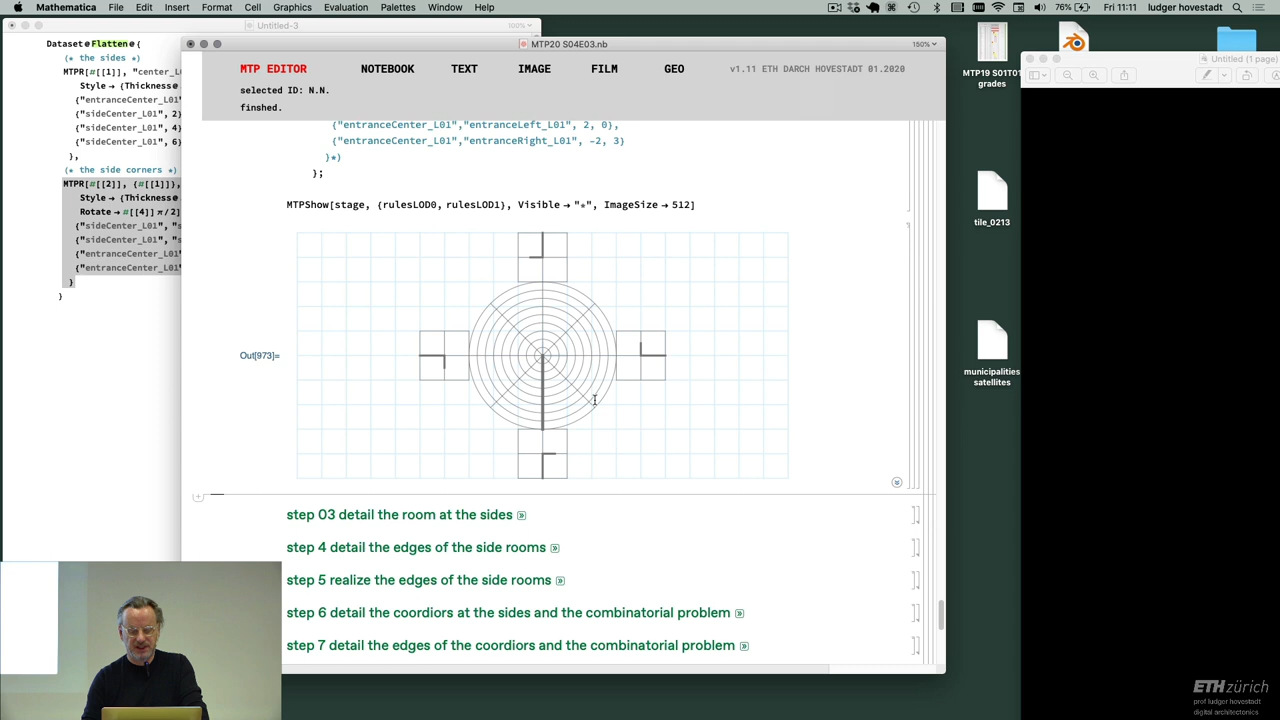 Mathematica File Edit Insert Format Cell Graphics Evaluation Palettes Window Help
76% Fri 11:11 ludger hovestadt
Untitled-3
100%
Dataset@Flatten@{
(* the sides *)
MTPR[#[[1]], "center_L0
Style → {Thickness@
{"entranceCenter_L01"
{"sideCenter_L01", 2}
{"sideCenter_L01", 4}
{"sideCenter_L01", 6}
},
(* the side corners *)
MTPR[#[[2]], {#[[1]]},
Style → {Thickness@
Rotate → #[[4]] π/2]
{"sideCenter_L01", "s
{"sideCenter_L01", "s
{"entranceCenter_L01"
{"entranceCenter_L01"
}
}
MTP20 S04E03.nb
150%
MTP EDITOR NOTEBOOK TEXT IMAGE FILM GEO v1.11 ETH DARCH HOVESTADT 01.2020
selected ID: N.N.
finshed.
{"entranceCenter_L01","entranceLeft_L01", 2, 0},
{"entranceCenter_L01","entranceRight_L01", -2, 3}
}*)
};
MTPShow[stage, {rulesLOD0, rulesLOD1}, Visible → "*", ImageSize → 512]
Out[973]=
step 03 detail the room at the sides
step 4 detail the edges of the side rooms
step 5 realize the edges of the side rooms
step 6 detail the coordiors at the sides and the combinatorial problem
step 7 detail the edges of the coordiors and the combinatorial problem
MTP19 S01T01
grades
tile_0213
municipalities
satellites
Untitled (1 page)
ETH zürich
prof ludger hovestadt
digital architectonics